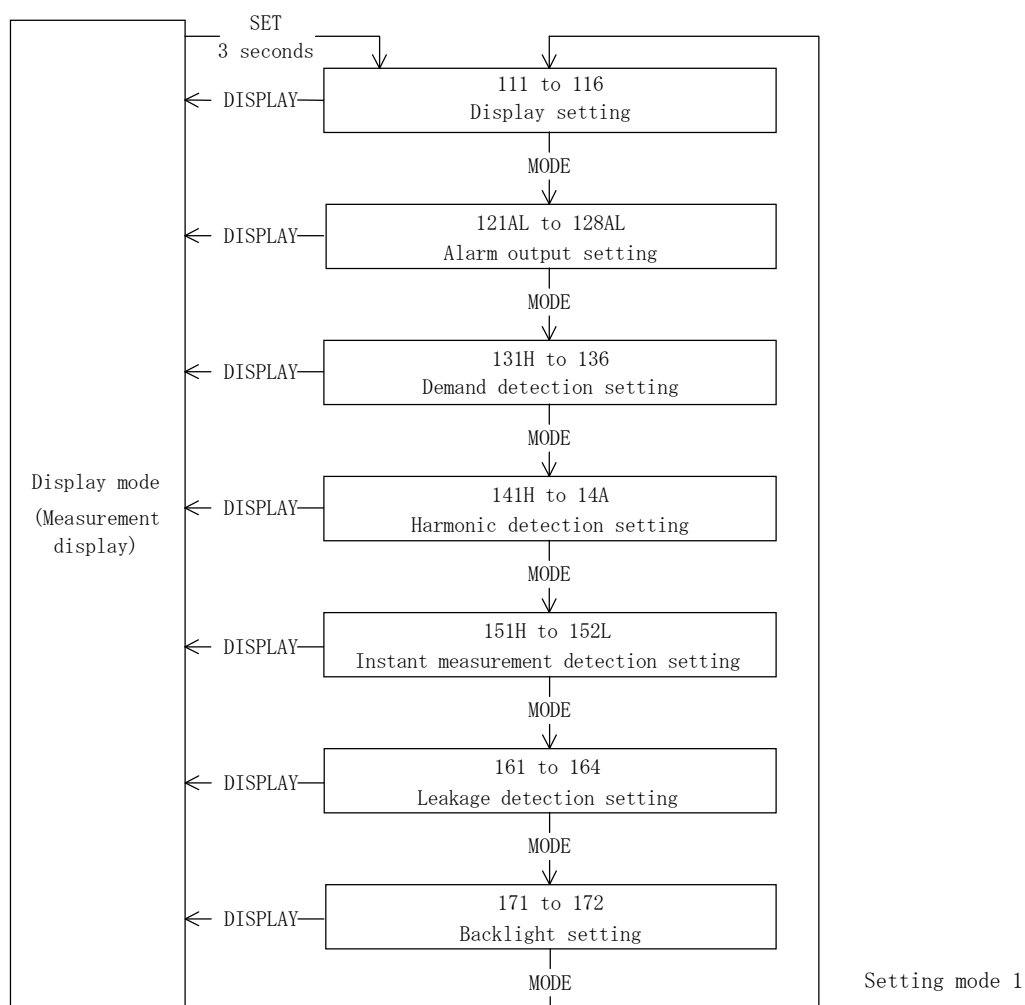 SET
3 seconds
111 to 116
Display setting
DISPLAY
MODE
121AL to 128AL
Alarm output setting
DISPLAY
MODE
131H to 136
Demand detection setting
DISPLAY
MODE
Display mode
(Measurement
display)
141H to 14A
Harmonic detection setting
DISPLAY
MODE
151H to 152L
Instant measurement detection setting
DISPLAY
MODE
161 to 164
Leakage detection setting
DISPLAY
MODE
171 to 172
Backlight setting
DISPLAY
MODE
Setting mode 1